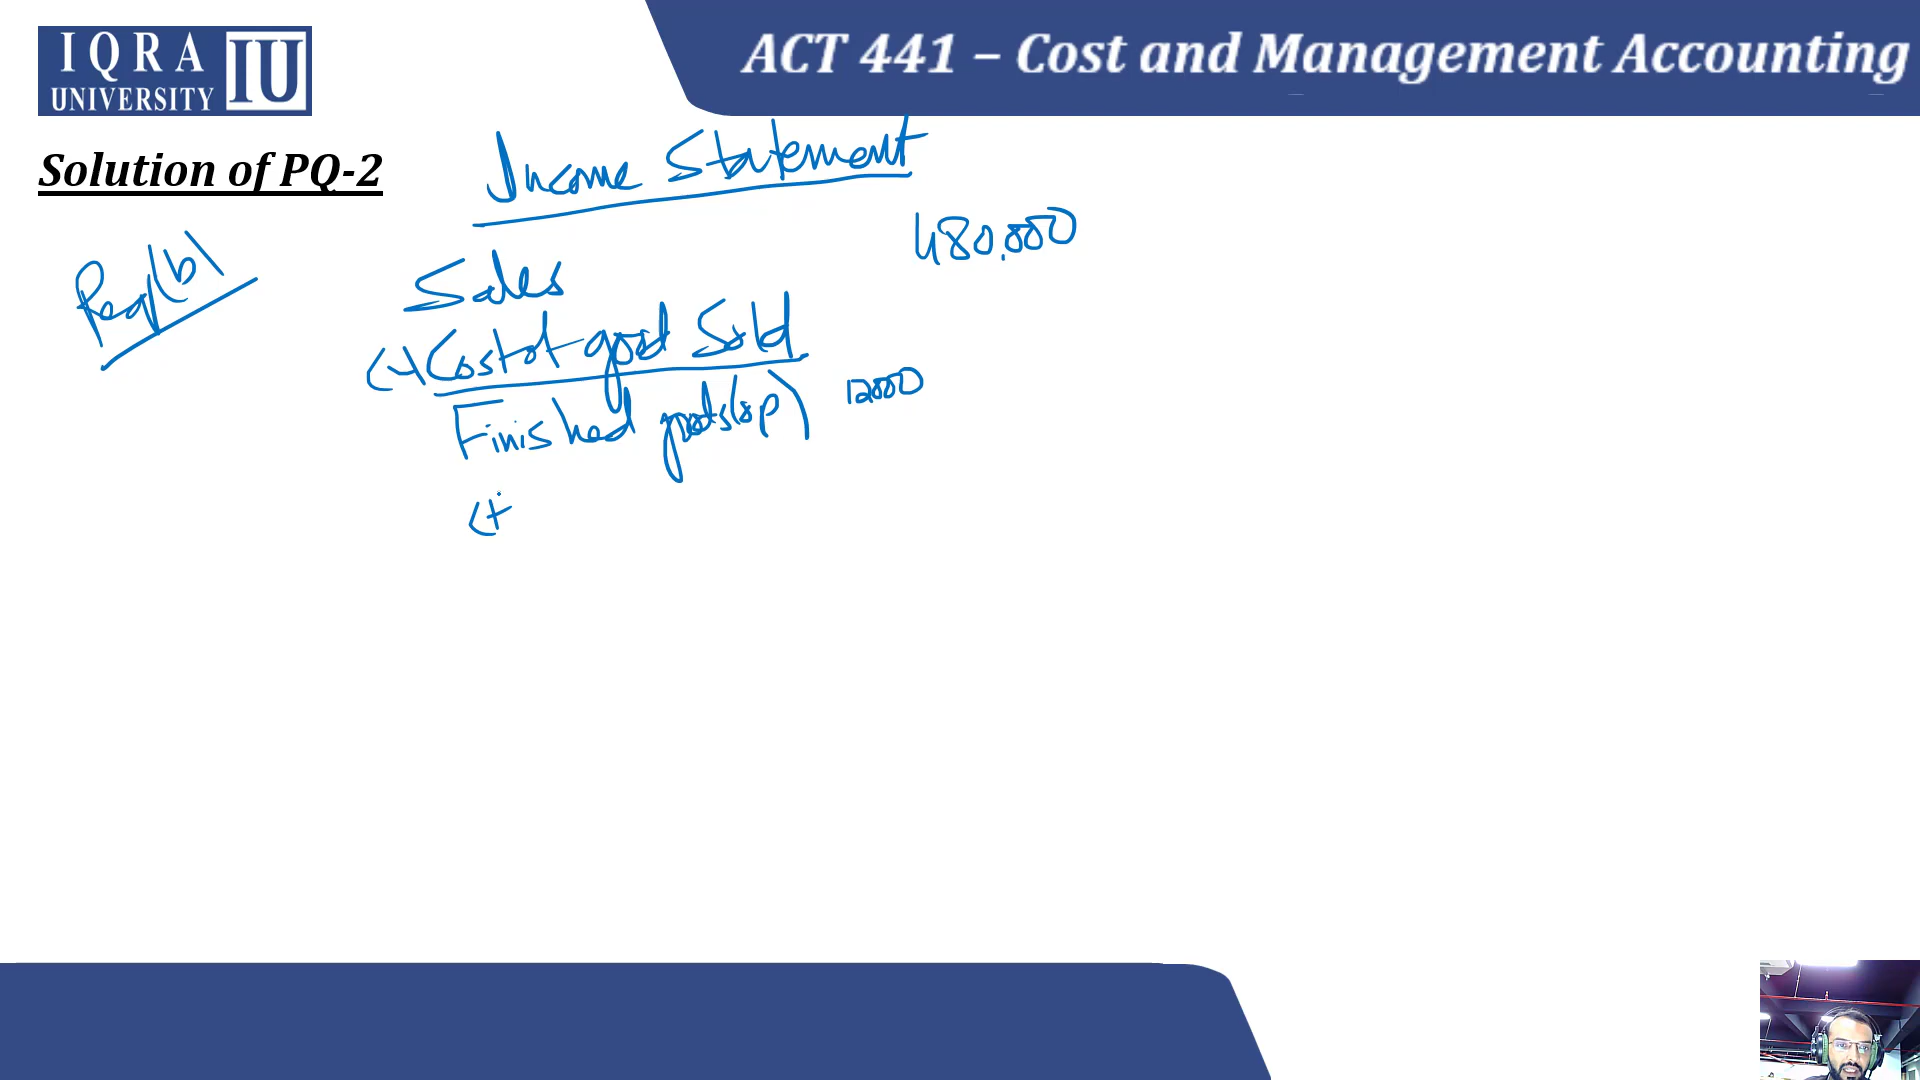 IQRA
UNIVERSITY IU
ACT 441 – Cost and Management Accounting
Solution of PQ-2
Income Statement
Req(b)
Sales 480,000
(-) Cost of good Sold
Finished goods (op) 12000
(+